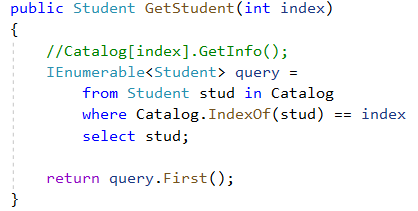 public Student GetStudent(int index)
{
    //Catalog[index].GetInfo();
    IEnumerable<Student> query =
        from Student stud in Catalog
        where Catalog.IndexOf(stud) == index
        select stud;

    return query.First();
}